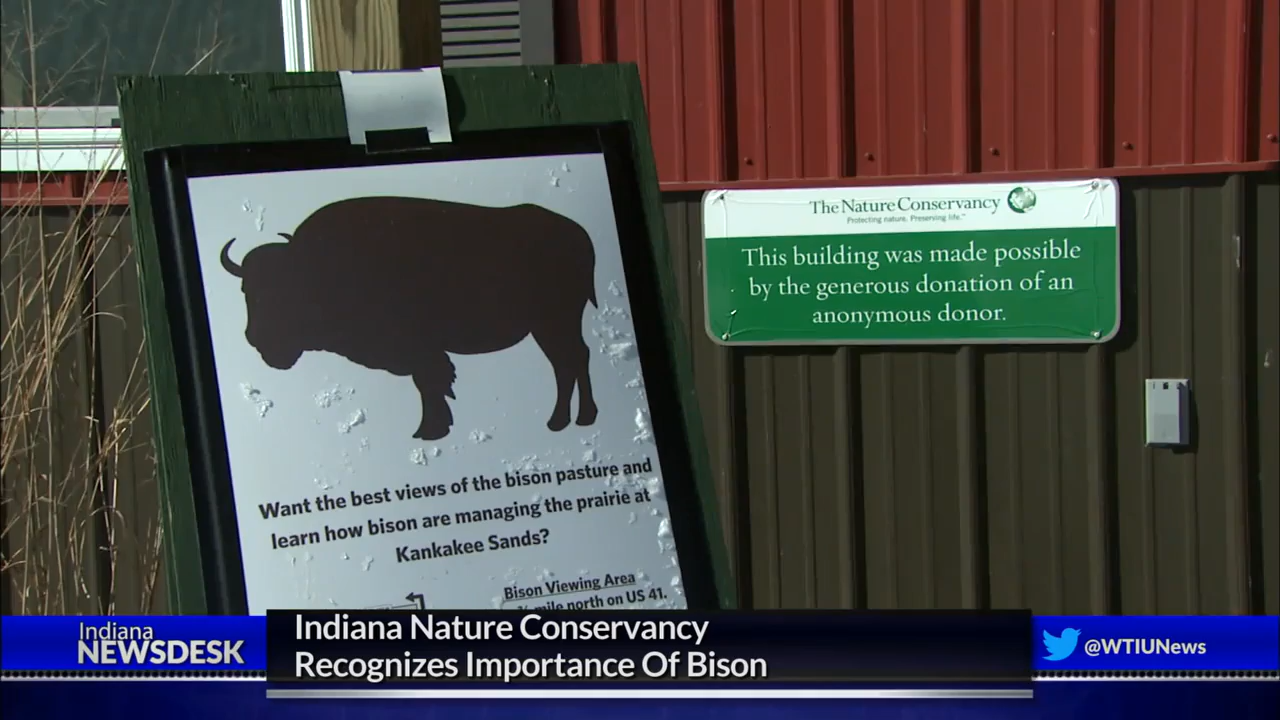 The Nature Conservancy
Protecting nature. Preserving life.™
This building was made possible
by the generous donation of an
anonymous donor.
Want the best views of the bison pasture and
learn how bison are managing the prairie at
Kankakee Sands?
Bison Viewing Area
mile north on US 41.
Indiana
NEWSDESK
Indiana Nature Conservancy
Recognizes Importance Of Bison
@WTIUNews